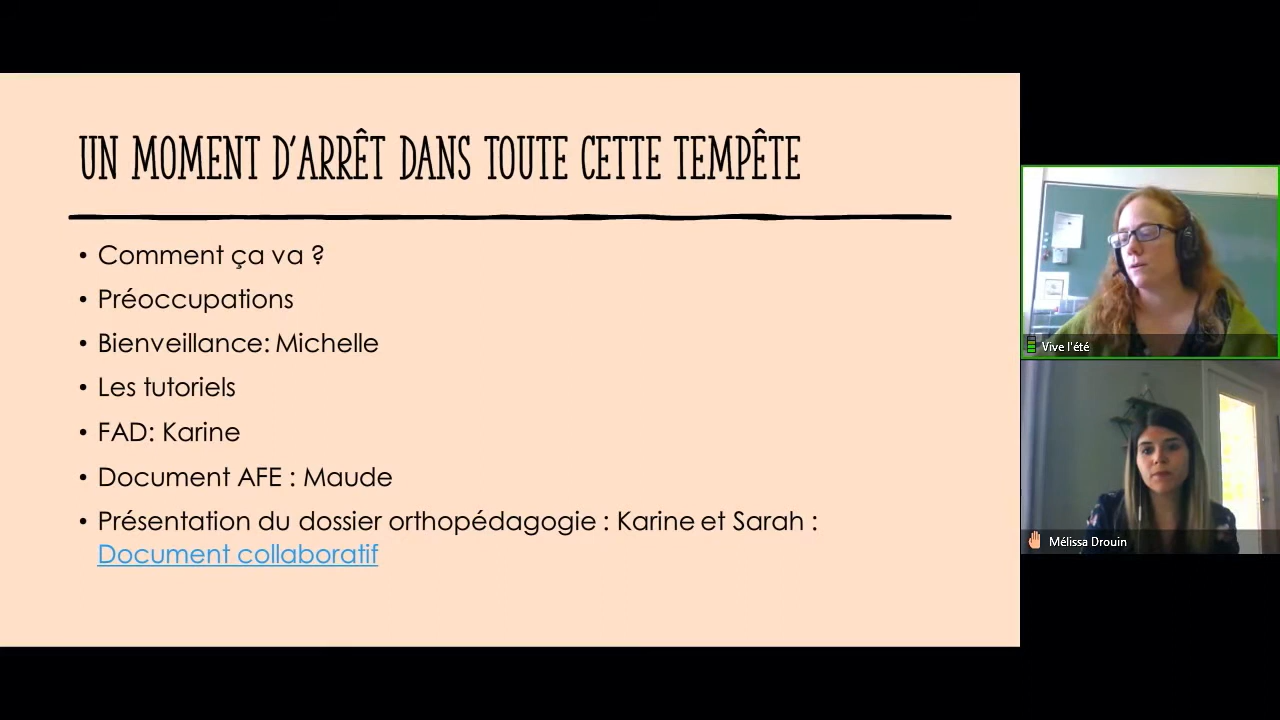 UN MOMENT D'ARRÊT DANS TOUTE CETTE TEMPÊTE
• Comment ça va ?
• Préoccupations
• Bienveillance: Michelle
• Les tutoriels
• FAD: Karine
• Document AFE : Maude
• Présentation du dossier orthopédagogie : Karine et Sarah :
Document collaboratif
Vive l'été
Mélissa Drouin